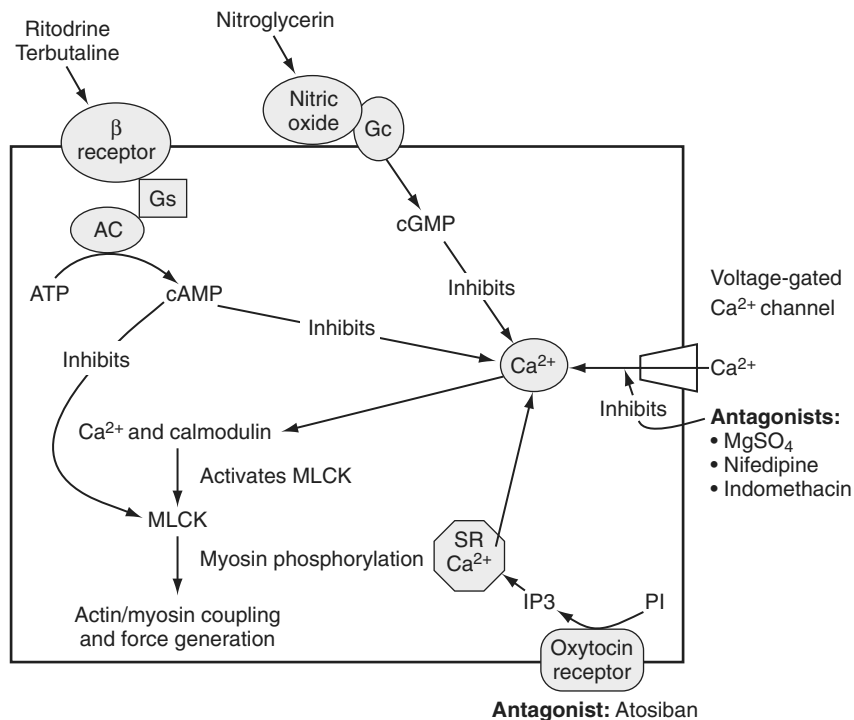 Ritodrine
Terbutaline
Nitroglycerin
β
receptor
Nitric
oxide
Gc
Gs
AC
cGMP
ATP
cAMP
Inhibits
Inhibits
Inhibits
Voltage-gated
Ca²⁺ channel
Ca²⁺
Ca²⁺
Inhibits
Antagonists:
• MgSO₄
• Nifedipine
• Indomethacin
Ca²⁺ and calmodulin
Activates MLCK
MLCK
Myosin phosphorylation
SR
Ca²⁺
Actin/myosin coupling
and force generation
IP3
PI
Oxytocin
receptor
Antagonist: Atosiban